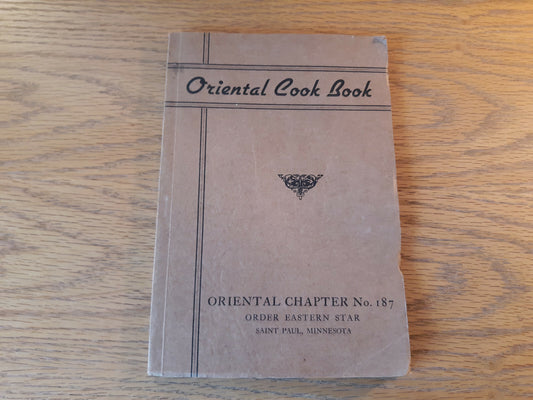 Oriental Cook Book
ORIENTAL CHAPTER No. 187
ORDER EASTERN STAR
SAINT PAUL, MINNESOTA